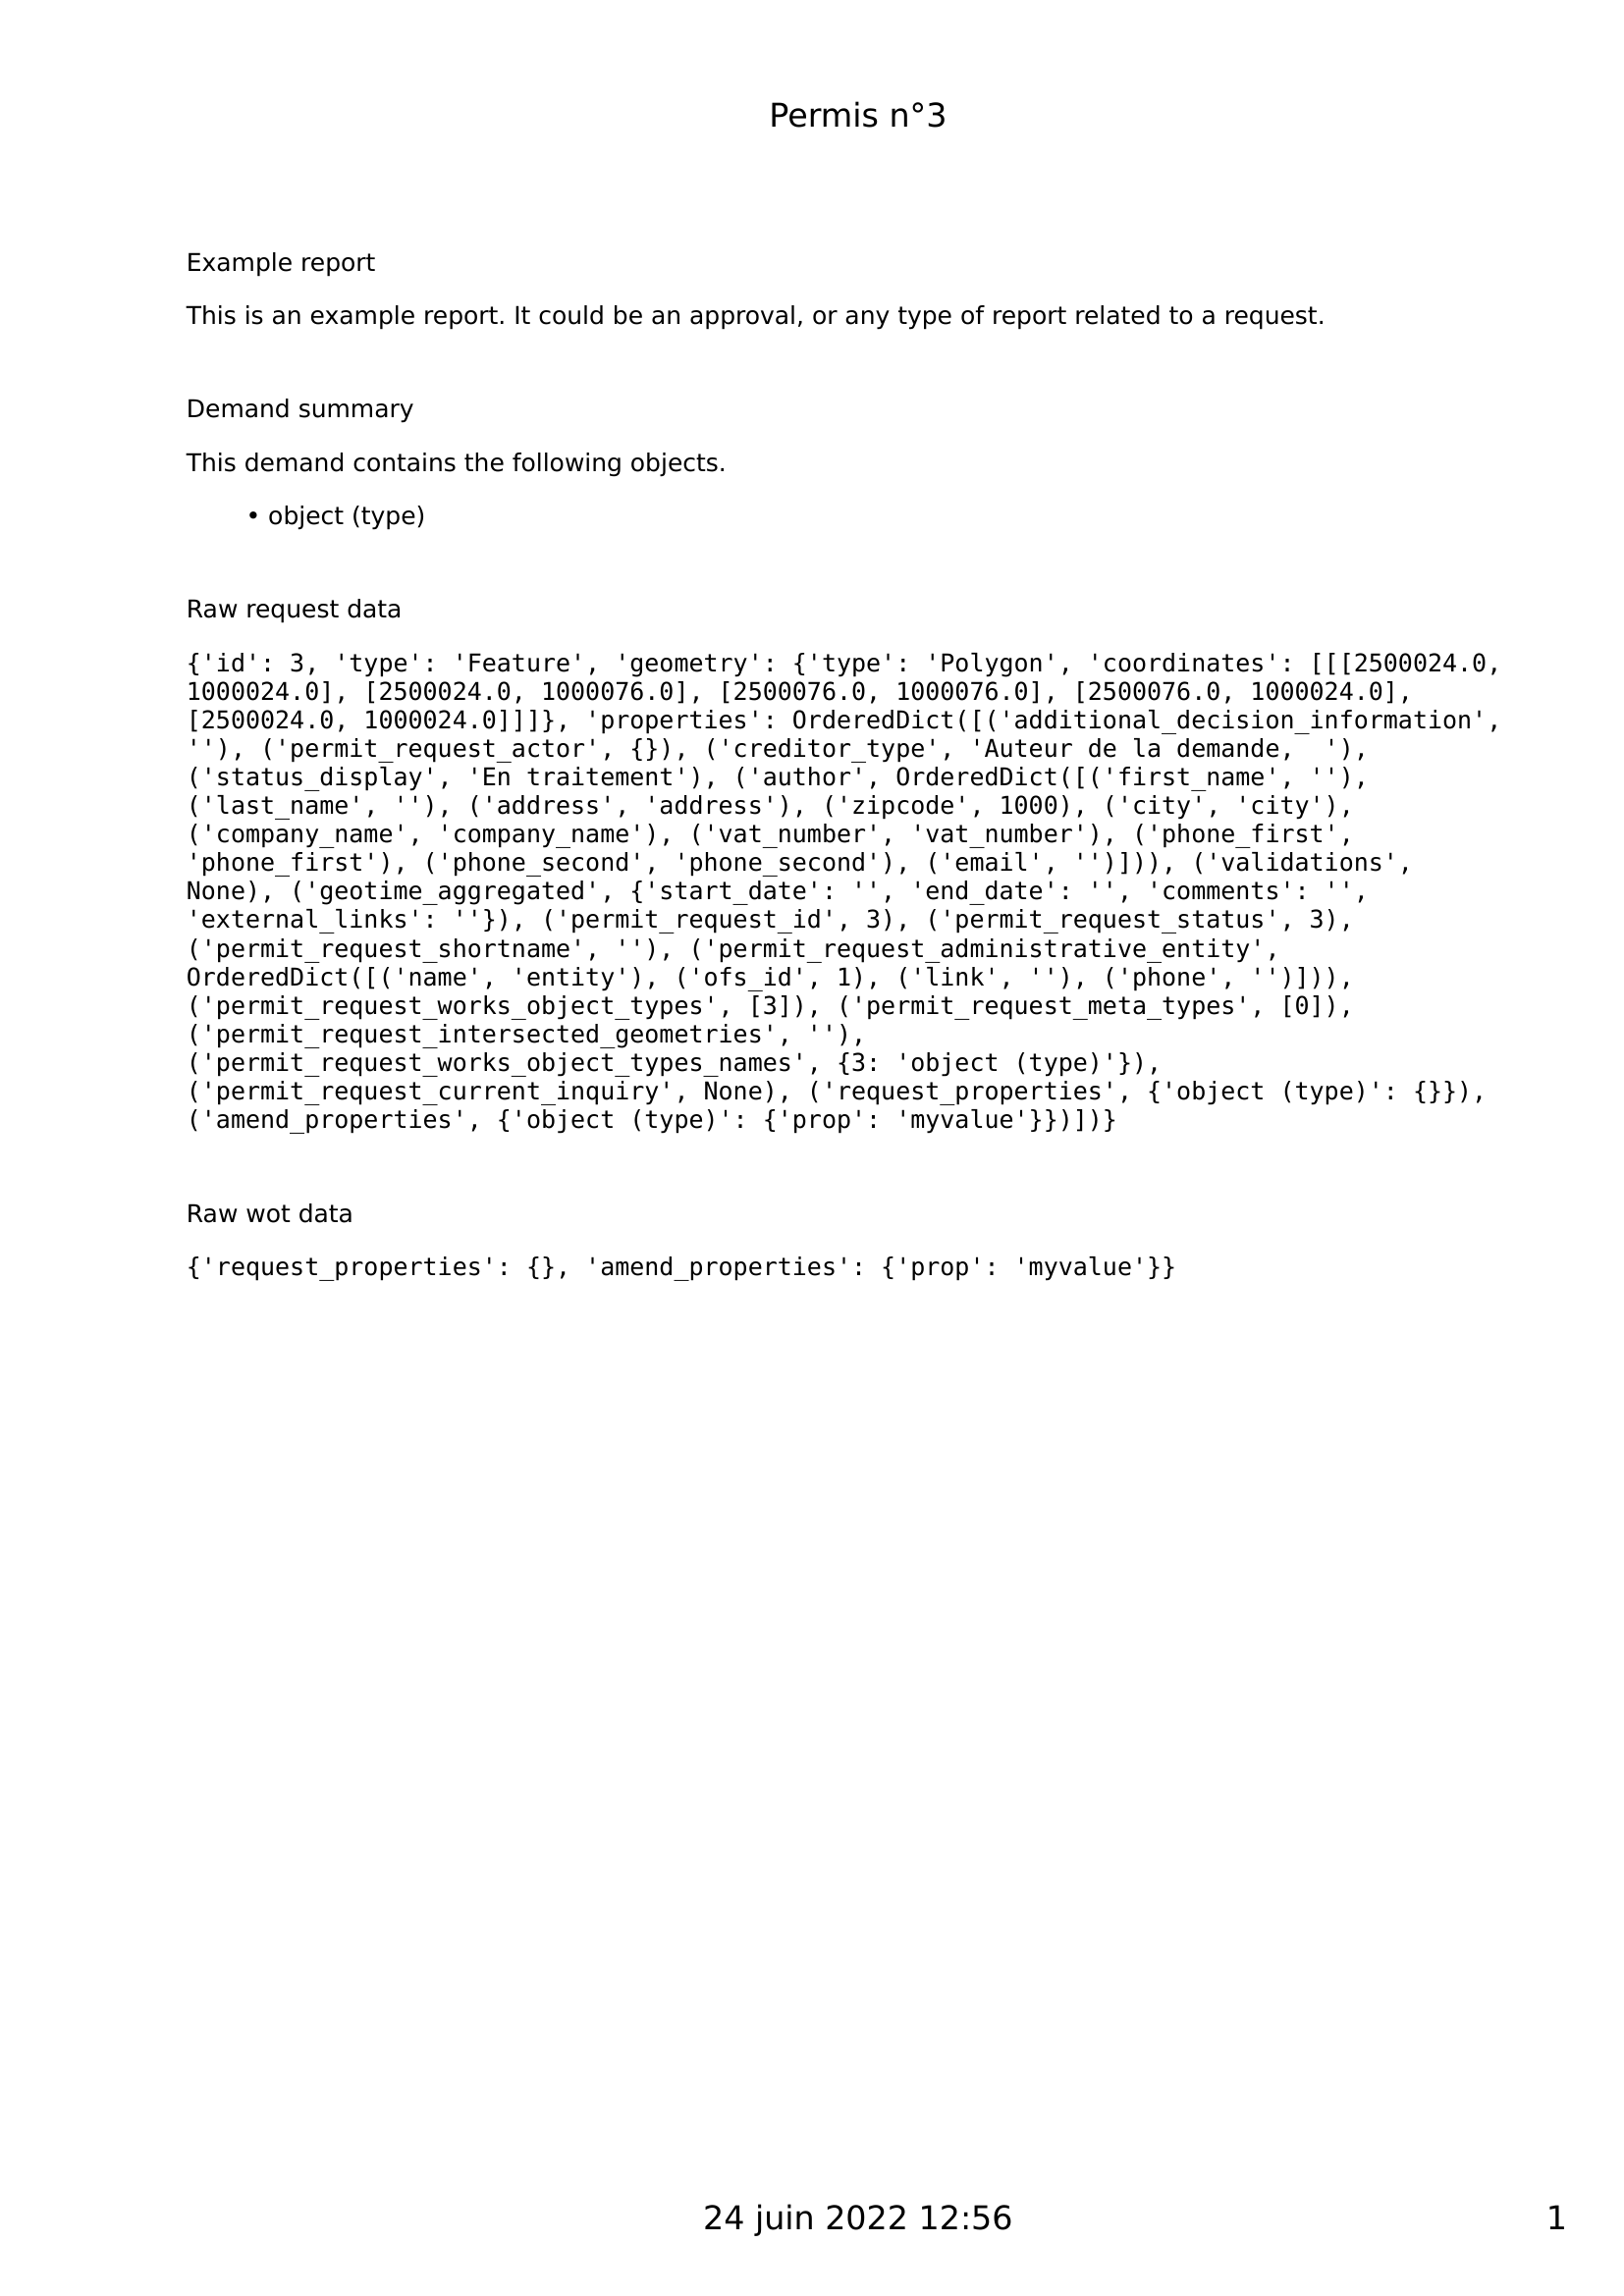 Permis n°3
Example report
This is an example report. It could be an approval, or any type of report related to a request.
Demand summary
This demand contains the following objects.
• object (type)
Raw request data
{'id': 3, 'type': 'Feature', 'geometry': {'type': 'Polygon', 'coordinates': [[[2500024.0,
1000024.0], [2500024.0, 1000076.0], [2500076.0, 1000076.0], [2500076.0, 1000024.0],
[2500024.0, 1000024.0]]]}, 'properties': OrderedDict([('additional_decision_information',
''), ('permit_request_actor', {}), ('creditor_type', 'Auteur de la demande,  '),
('status_display', 'En traitement'), ('author', OrderedDict([('first_name', ''),
('last_name', ''), ('address', 'address'), ('zipcode', 1000), ('city', 'city'),
('company_name', 'company_name'), ('vat_number', 'vat_number'), ('phone_first',
'phone_first'), ('phone_second', 'phone_second'), ('email', '')])), ('validations',
None), ('geotime_aggregated', {'start_date': '', 'end_date': '', 'comments': '',
'external_links': ''}), ('permit_request_id', 3), ('permit_request_status', 3),
('permit_request_shortname', ''), ('permit_request_administrative_entity',
OrderedDict([('name', 'entity'), ('ofs_id', 1), ('link', ''), ('phone', '')])),
('permit_request_works_object_types', [3]), ('permit_request_meta_types', [0]),
('permit_request_intersected_geometries', ''),
('permit_request_works_object_types_names', {3: 'object (type)'}),
('permit_request_current_inquiry', None), ('request_properties', {'object (type)': {}}),
('amend_properties', {'object (type)': {'prop': 'myvalue'}})])}
Raw wot data
{'request_properties': {}, 'amend_properties': {'prop': 'myvalue'}}
24 juin 2022 12:56
1